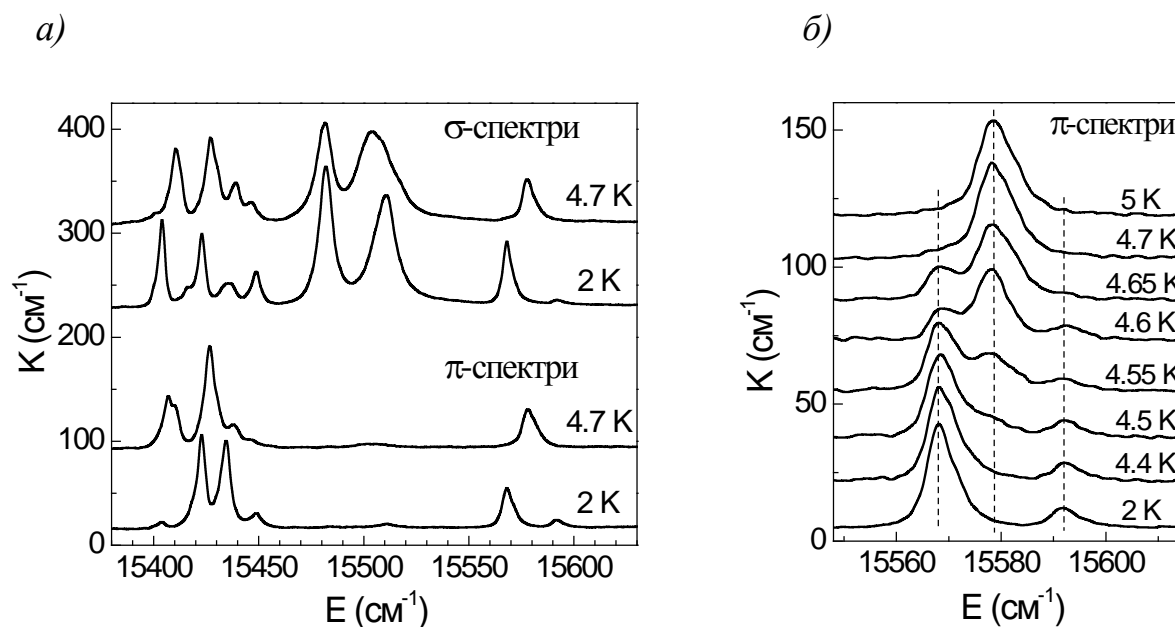 а)
б)
400
300
200
100
0
K (см⁻¹)
σ-спектри
4.7 K
2 K
π-спектри
4.7 K
2 K
15400
15450
15500
15550
15600
E (см⁻¹)
150
100
50
0
K (см⁻¹)
π-спектри
5 K
4.7 K
4.65 K
4.6 K
4.55 K
4.5 K
4.4 K
2 K
15560
15580
15600
E (см⁻¹)